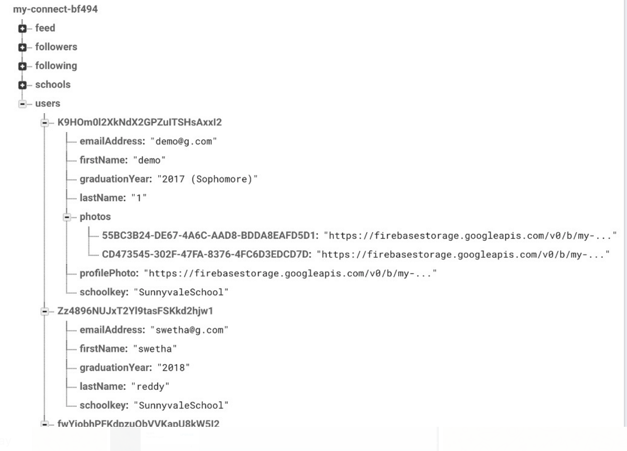 my-connect-bf494
feed
followers
following
schools
users
K9HOm0l2XkNdX2GPZulTSHsAxxI2
emailAddress: "demo@g.com"
firstName: "demo"
graduationYear: "2017 (Sophomore)"
lastName: "1"
photos
55BC3B24-DE67-4A6C-AAD8-BDDA8EAFD5D1: "https://firebasestorage.googleapis.com/v0/b/my-..."
CD473545-302F-47FA-8376-4FC6D3EDCD7D: "https://firebasestorage.googleapis.com/v0/b/my-..."
profilePhoto: "https://firebasestorage.googleapis.com/v0/b/my-..."
schoolkey: "SunnyvaleSchool"
Zz4896NUJxT2Yl9tasFSKkd2hjw1
emailAddress: "swetha@g.com"
firstName: "swetha"
graduationYear: "2018"
lastName: "reddy"
schoolkey: "SunnyvaleSchool"